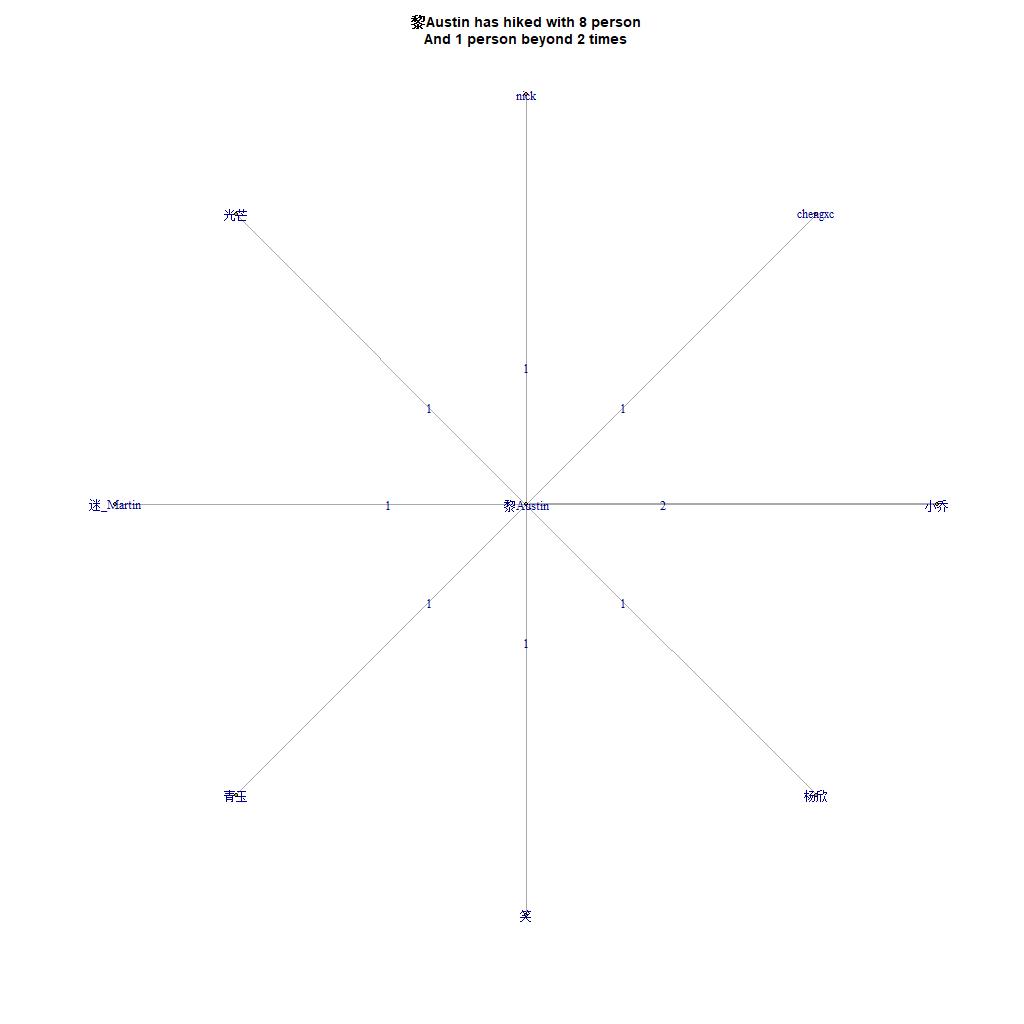 黎Austin has hiked with 8 person
And 1 person beyond 2 times
nick
光芒
chengxc
1
1
1
迷_Martin
1
黎Austin
2
小乔
1
1
1
青玉
杨欣
笑